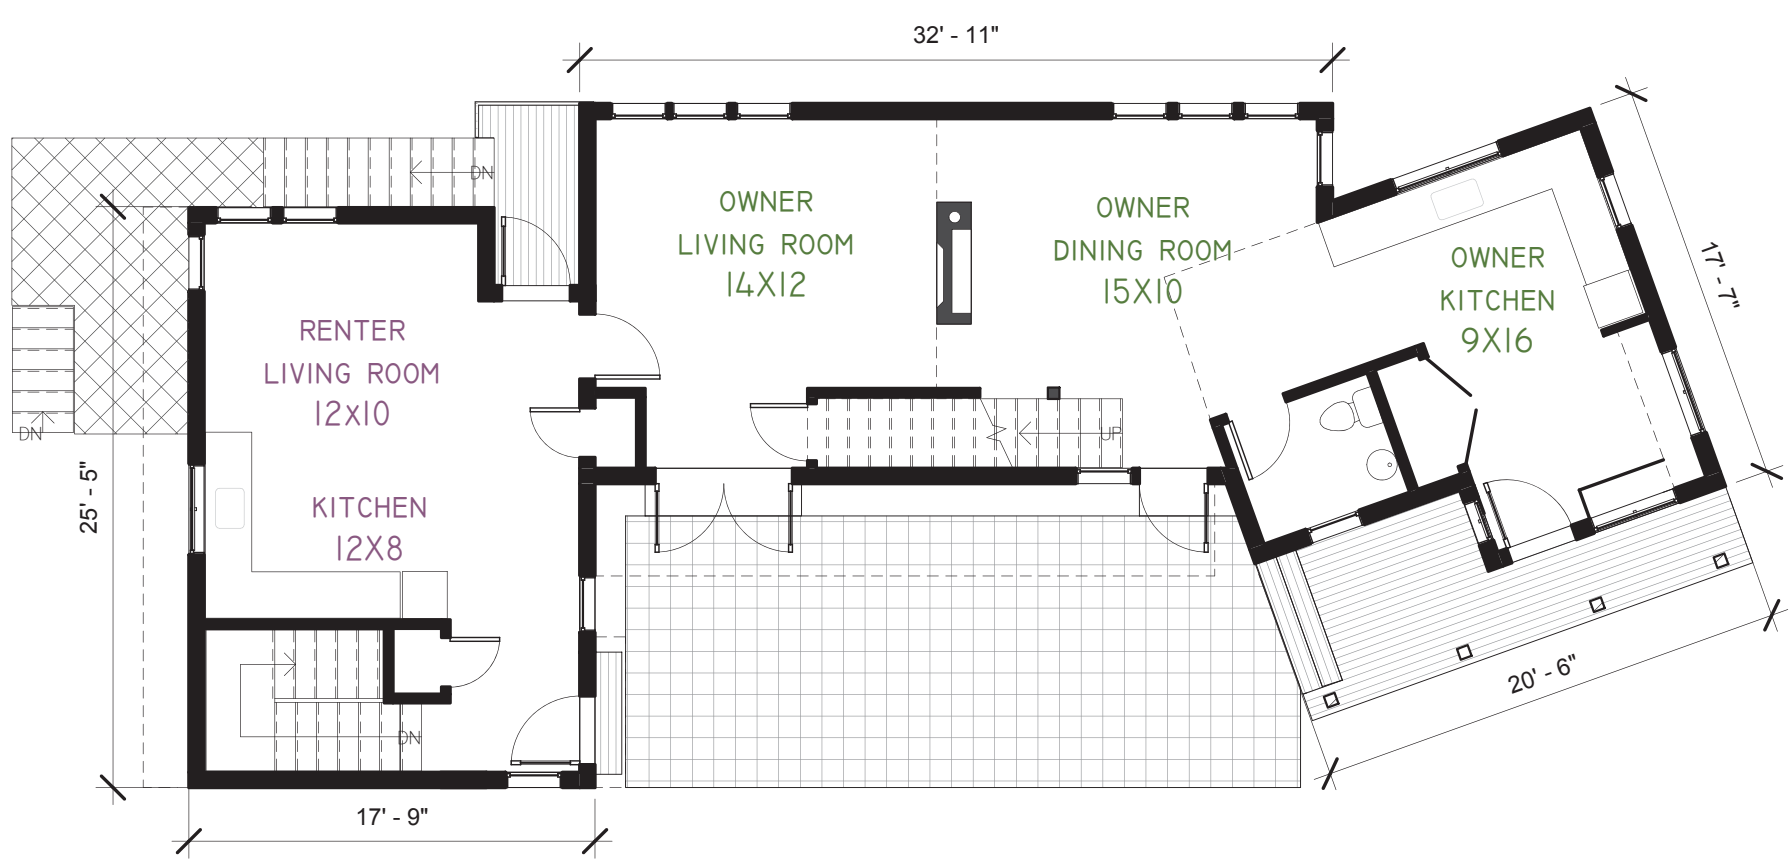 32' - 11"
DN
OWNER
LIVING ROOM
14X12
OWNER
DINING ROOM
15X10
OWNER
KITCHEN
9X16
17' - 7"
RENTER
LIVING ROOM
12x10
DN
UP
25' - 5"
KITCHEN
12X8
20' - 6"
DN
17' - 9"